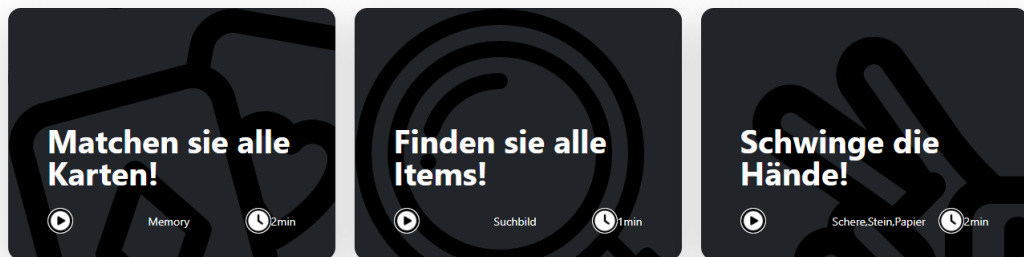 Matchen sie alle
Karten!
Memory
2min
Finden sie alle
Items!
Suchbild
1min
Schwinge die
Hände!
Schere,Stein,Papier
2min